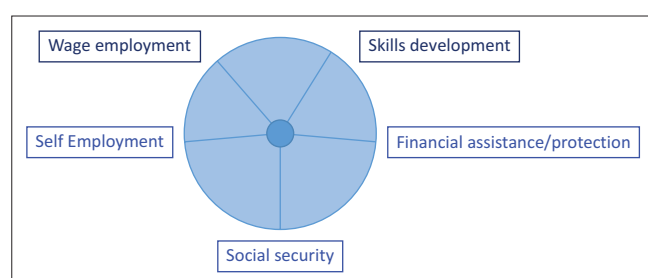 Wage employment
Skills development
Self Employment
Financial assistance/protection
Social security